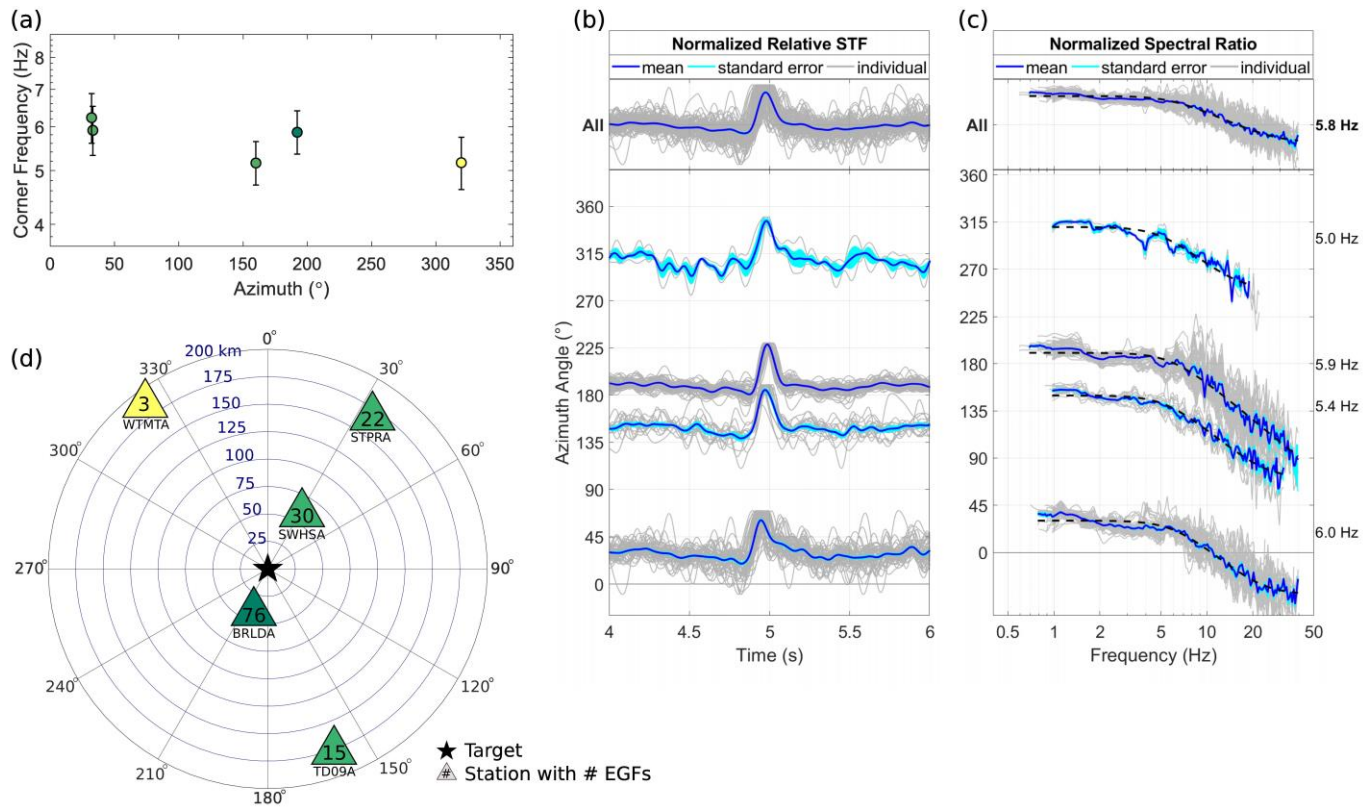 (a)
Corner Frequency (Hz)
8
7
6
5
4
0 50 100 150 200 250 300 350
Azimuth (°)
(b)
Normalized Relative STF
mean standard error individual
All
Azimuth Angle (°)
360
315
270
225
180
135
90
45
0
4 4.5 5 5.5 6
Time (s)
(c)
Normalized Spectral Ratio
mean standard error individual
All
5.8 Hz
360
315
5.0 Hz
270
225
180
5.9 Hz
135
5.4 Hz
90
45
6.0 Hz
0
0.5 1 2 5 10 20 50
Frequency (Hz)
(d)
0°
330°
30°
200 km
175
150
125
100
75
50
25
3
WTMTA
22
STPRA
300°
60°
30
SWHSA
270°
90°
76
BRLDA
240°
120°
15
TD09A
210°
150°
180°
Target
# Station with # EGFs